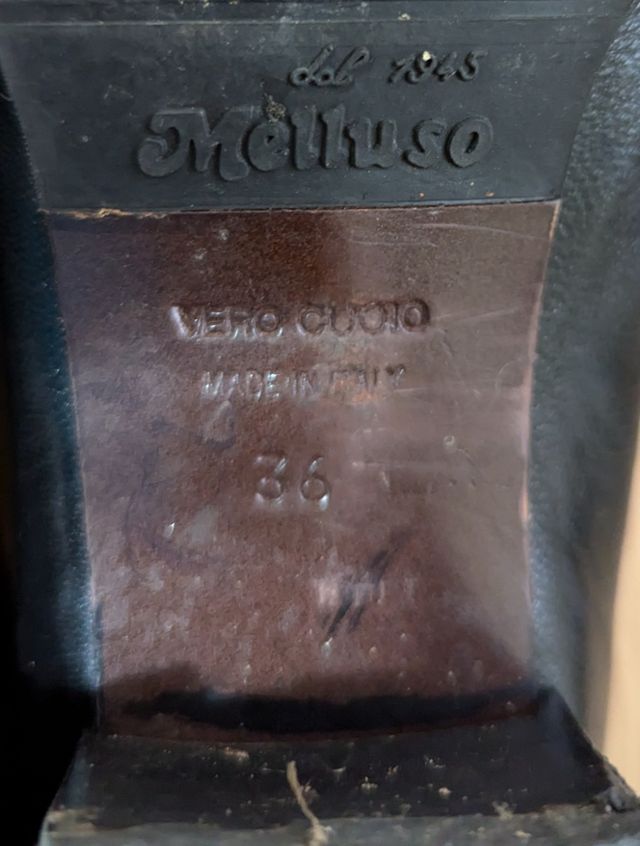 dal 1945
Melluso
VERO CUOIO
MADE IN ITALY
36